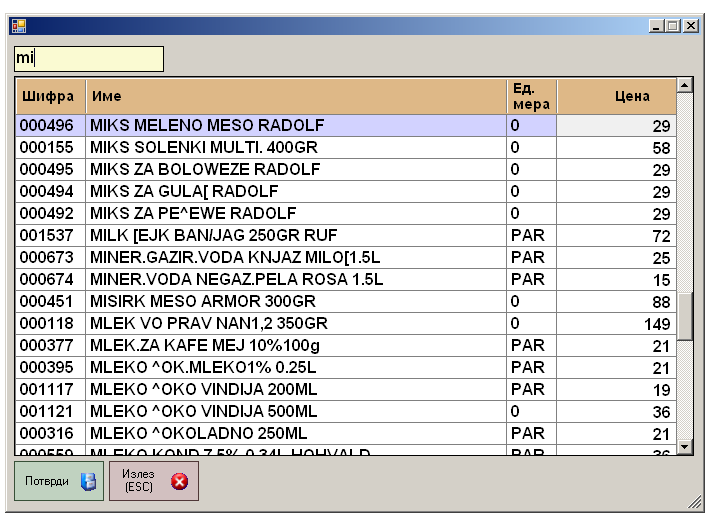 mi
Шифра Име Ед. мера Цена
000496 MIKS MELENO MESO RADOLF 0 29
000155 MIKS SOLENKI MULTI. 400GR 0 58
000495 MIKS ZA BOLOWEZE RADOLF 0 29
000494 MIKS ZA GULA[ RADOLF 0 29
000492 MIKS ZA PE^EWE RADOLF 0 29
001537 MILK [EJK BAN/JAG 250GR RUF PAR 72
000673 MINER.GAZIR.VODA KNJAZ MILO[1.5L PAR 25
000674 MINER.VODA NEGAZ.PELA ROSA 1.5L PAR 15
000451 MISIRK MESO ARMOR 300GR 0 88
000118 MLEK VO PRAV NAN1,2 350GR 0 149
000377 MLEK.ZA KAFE MEJ 10%100g PAR 21
000395 MLEKO ^OK.MLEKO1% 0.25L PAR 21
001117 MLEKO ^OKO VINDIJA 200ML PAR 19
001121 MLEKO ^OKO VINDIJA 500ML 0 36
000316 MLEKO ^OKOLADNO 250ML PAR 21
000559 MLEKO KOND 7.5% 0.34L HOHVALD PAR 36
Потврди
Излез
(ESC)